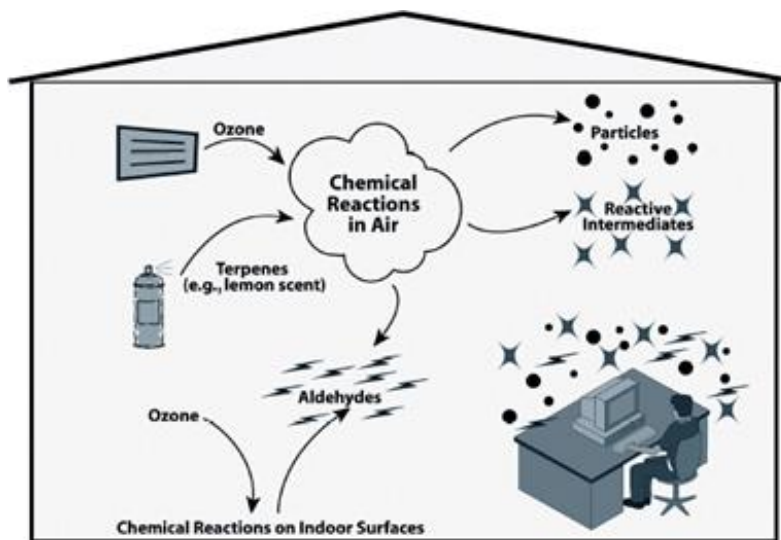 Ozone
Particles
Chemical
Reactions
in Air
Reactive
Intermediates
Terpenes
(e.g., lemon scent)
Aldehydes
Ozone
Chemical Reactions on Indoor Surfaces